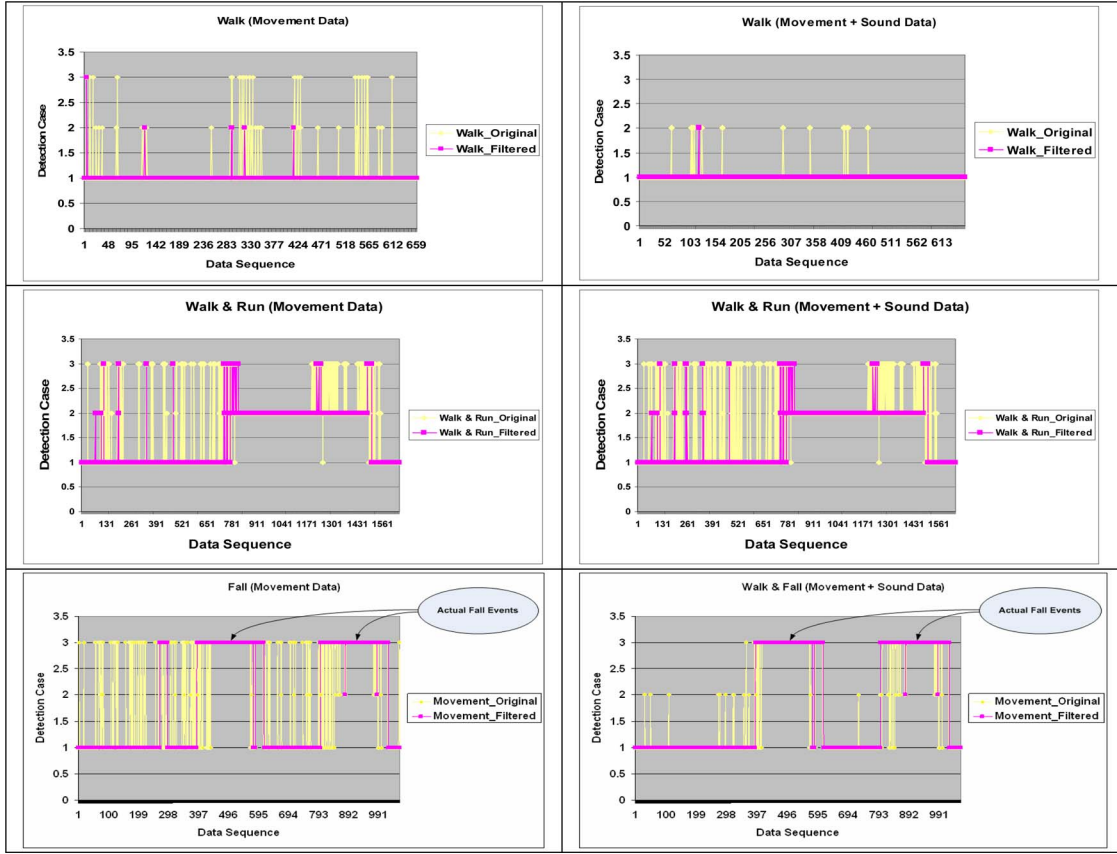 Walk (Movement Data)
3.5
3
2.5
2
1.5
1
0.5
0
Detection Case
1 48 95 142 189 236 283 330 377 424 471 518 565 612 659
Data Sequence
Walk_Original
Walk_Filtered
Walk (Movement + Sound Data)
3.5
3
2.5
2
1.5
1
0.5
0
Detection Case
1 52 103 154 205 256 307 358 409 460 511 562 613
Data Sequence
Walk_Original
Walk_Filtered
Walk & Run (Movement Data)
3.5
3
2.5
2
1.5
1
0.5
0
Detection Case
1 131 261 391 521 651 781 911 1041 1171 1301 1431 1561
Data Sequence
Walk & Run_Original
Walk & Run_Filtered
Walk & Run (Movement + Sound Data)
3.5
3
2.5
2
1.5
1
0.5
0
Detection Case
1 131 261 391 521 651 781 911 1041 1171 1301 1431 1561
Data Sequence
Walk & Run_Original
Walk & Run_Filtered
Fall (Movement Data)
Actual Fall Events
3.5
3
2.5
2
1.5
1
0.5
0
Detection Case
1 100 199 298 397 496 595 694 793 892 991
Data Sequence
Movement_Original
Movement_Filtered
Walk & Fall (Movement + Sound Data)
Actual Fall Events
3.5
3
2.5
2
1.5
1
0.5
0
Detection Case
1 100 199 298 397 496 595 694 793 892 991
Data Sequence
Movement_Original
Movement_Filtered